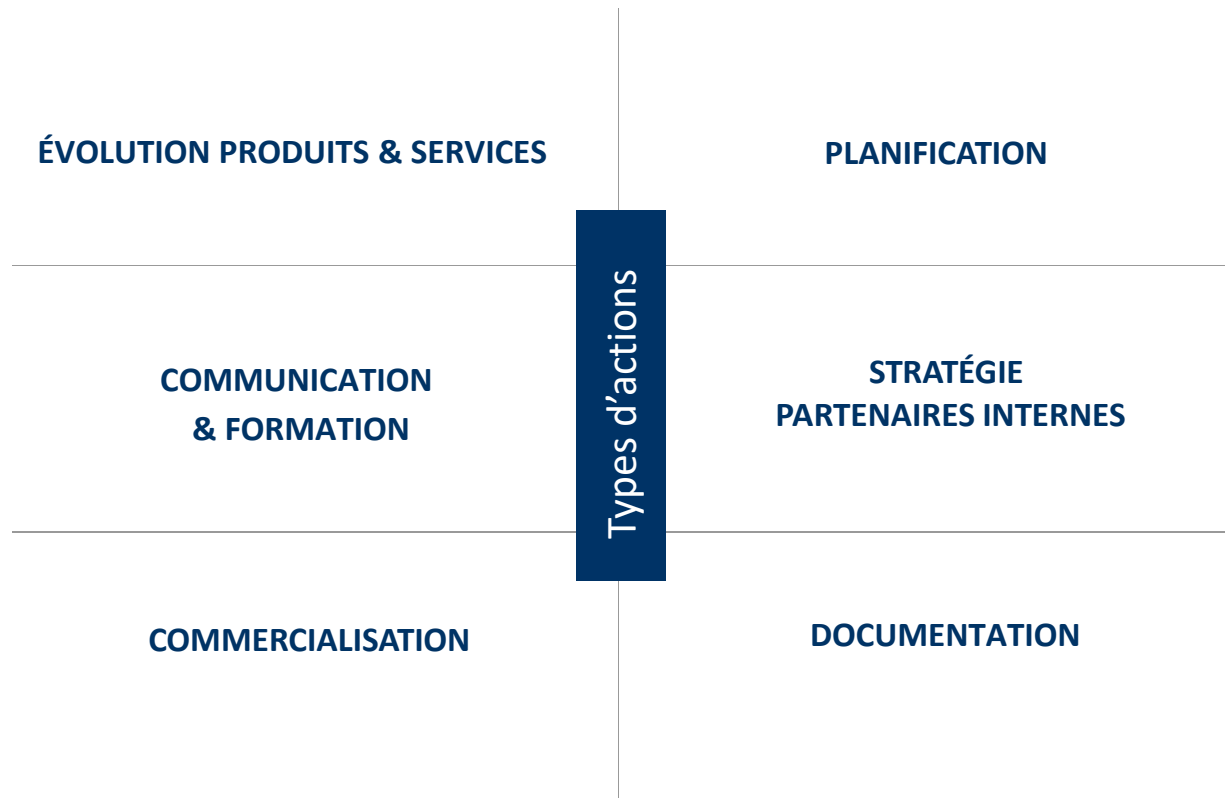 ÉVOLUTION PRODUITS & SERVICES
PLANIFICATION
Types d’actions
COMMUNICATION
& FORMATION
STRATÉGIE
PARTENAIRES INTERNES
COMMERCIALISATION
DOCUMENTATION